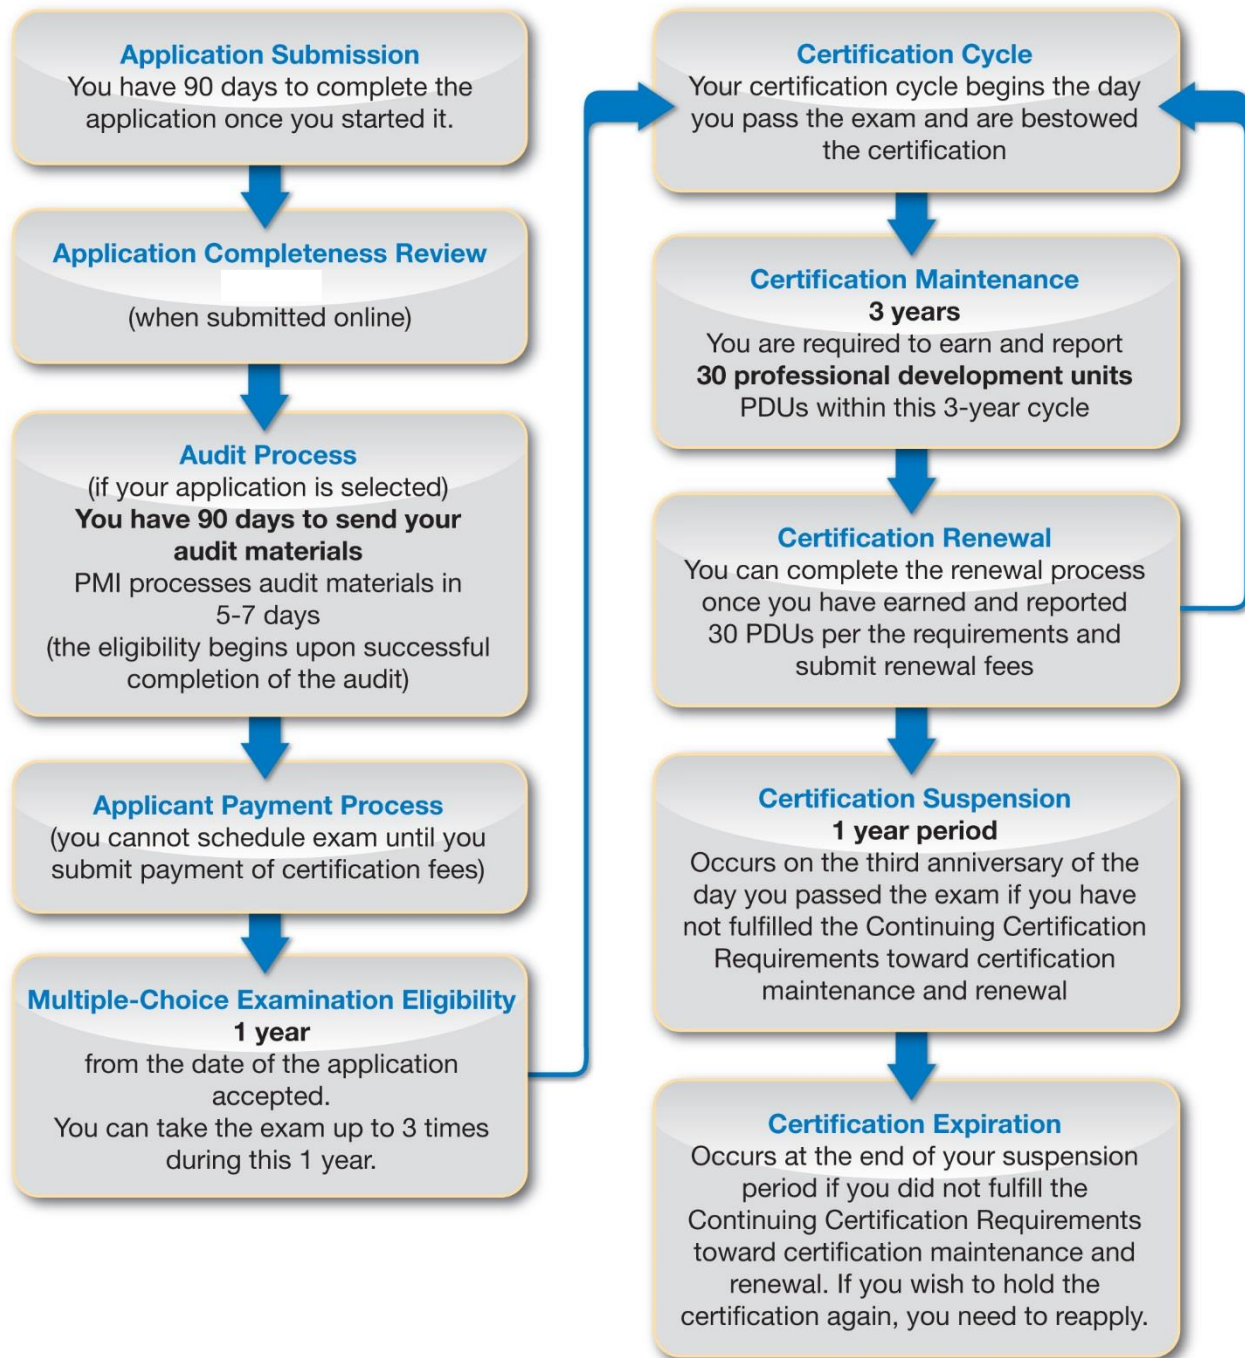 Application Submission
You have 90 days to complete the
application once you started it.
Application Completeness Review
(when submitted online)
Audit Process
(if your application is selected)
You have 90 days to send your
audit materials
PMI processes audit materials in
5-7 days
(the eligibility begins upon successful
completion of the audit)
Applicant Payment Process
(you cannot schedule exam until you
submit payment of certification fees)
Multiple-Choice Examination Eligibility
1 year
from the date of the application
accepted.
You can take the exam up to 3 times
during this 1 year.
Certification Cycle
Your certification cycle begins the day
you pass the exam and are bestowed
the certification
Certification Maintenance
3 years
You are required to earn and report
30 professional development units
PDUs within this 3-year cycle
Certification Renewal
You can complete the renewal process
once you have earned and reported
30 PDUs per the requirements and
submit renewal fees
Certification Suspension
1 year period
Occurs on the third anniversary of the
day you passed the exam if you have
not fulfilled the Continuing Certification
Requirements toward certification
maintenance and renewal
Certification Expiration
Occurs at the end of your suspension
period if you did not fulfill the
Continuing Certification Requirements
toward certification maintenance and
renewal. If you wish to hold the
certification again, you need to reapply.